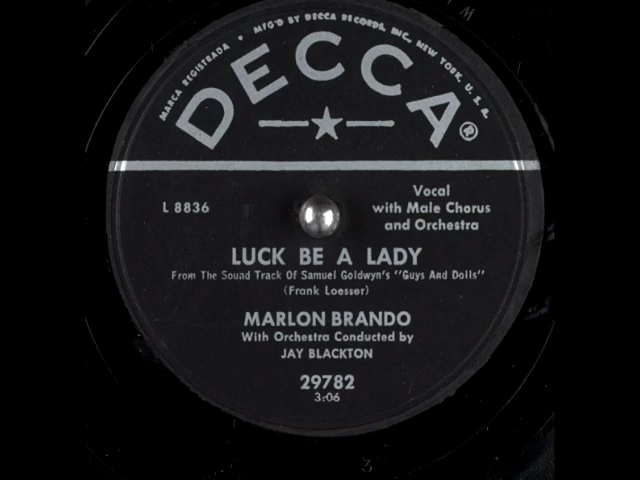 MARCA REGISTRADA • MFG'D BY DECCA RECORDS, INC., NEW YORK, U. S. A.
DECCA®
L 8836
Vocal
with Male Chorus
and Orchestra
LUCK BE A LADY
From The Sound Track Of Samuel Goldwyn's "Guys And Dolls"
(Frank Loesser)
MARLON BRANDO
With Orchestra Conducted by
JAY BLACKTON
29782
3:06
3
M